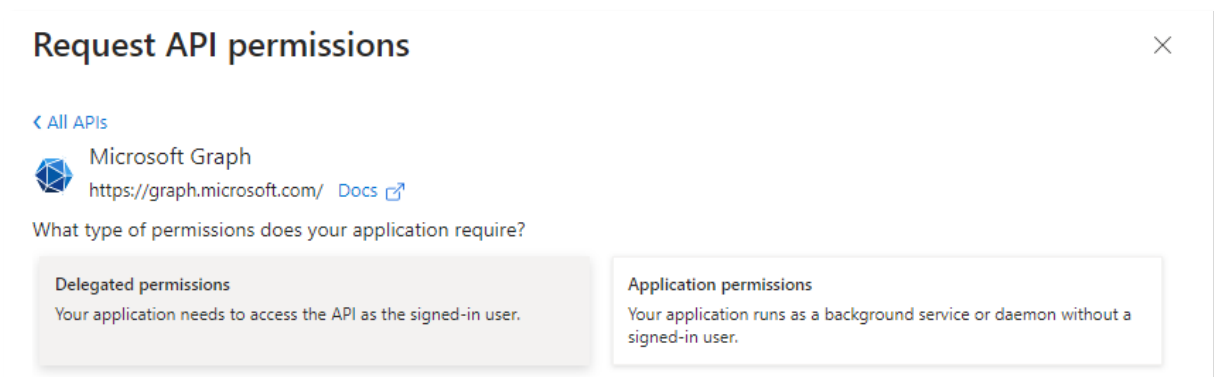 Request API permissions
All APIs
Microsoft Graph
https://graph.microsoft.com/ Docs
What type of permissions does your application require?
Delegated permissions
Your application needs to access the API as the signed-in user.
Application permissions
Your application runs as a background service or daemon without a
signed-in user.